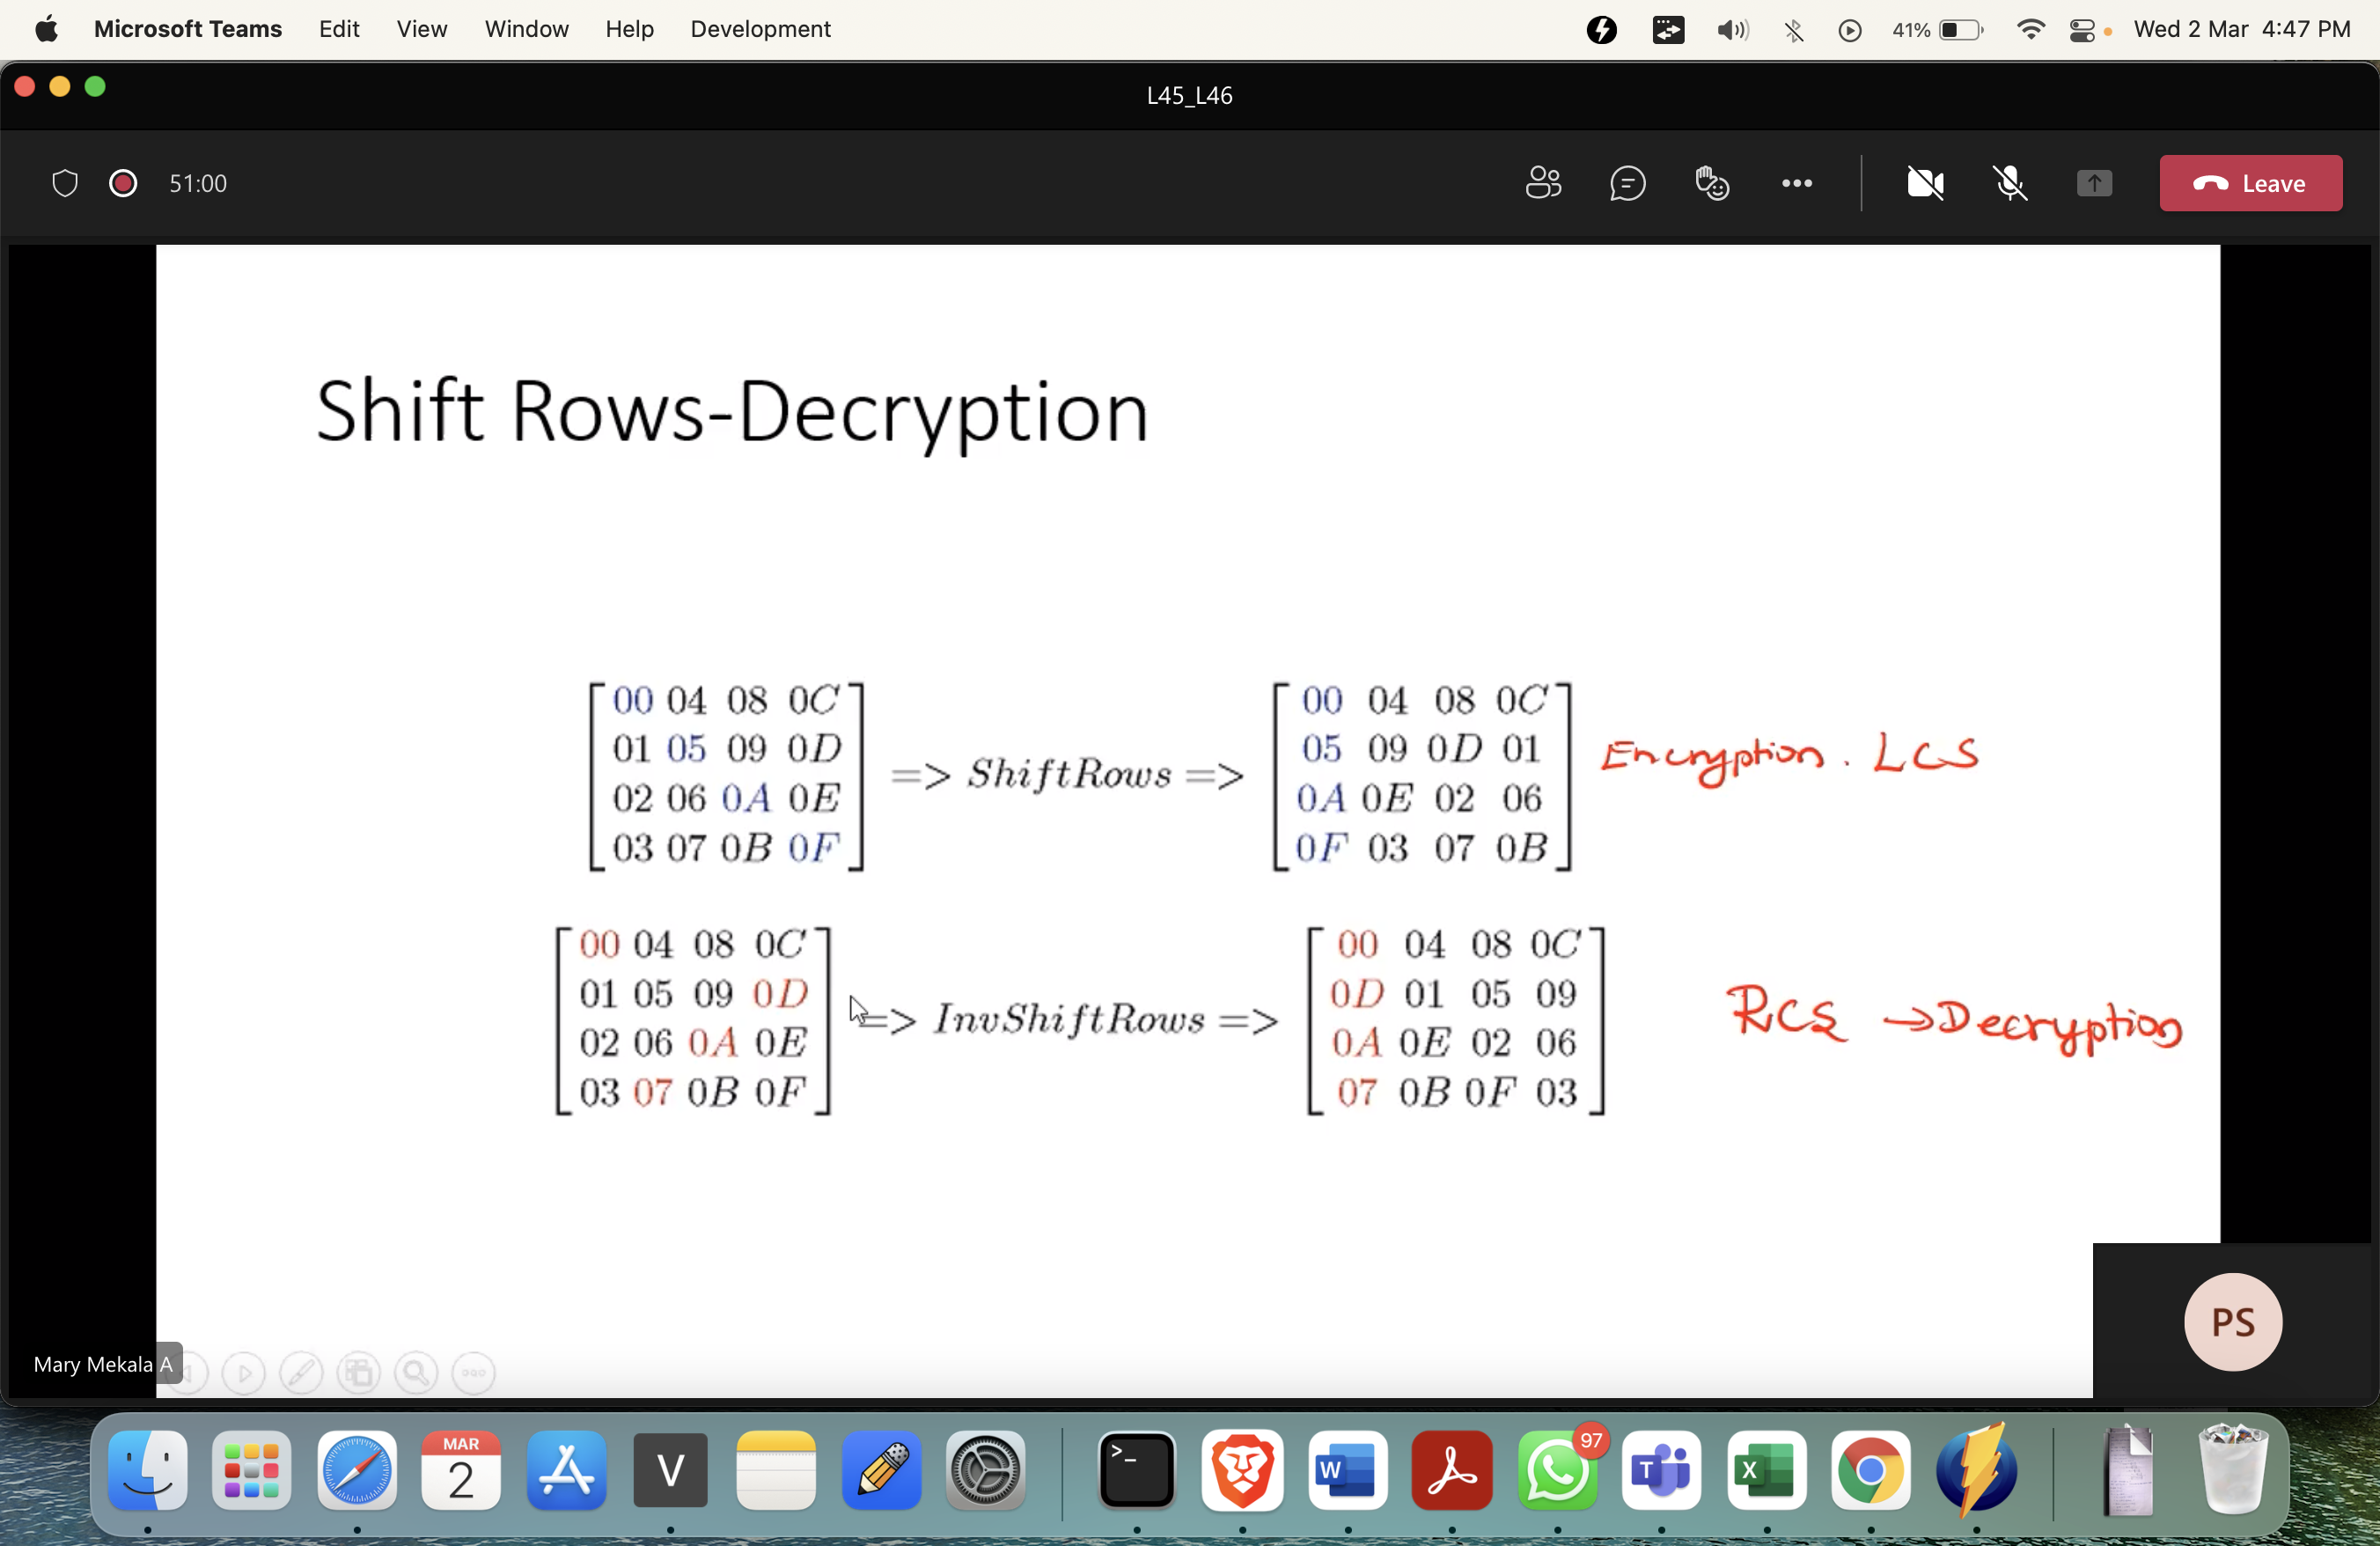 Microsoft Teams Edit View Window Help Development 41% Wed 2 Mar 4:47 PM
L45_L46
51:00 Leave
Shift Rows-Decryption
00 04 08 0C 00 04 08 0C
01 05 09 0D 05 09 0D 01
=> ShiftRows => Encryption. LCS
02 06 0A 0E 0A 0E 02 06
03 07 0B 0F 0F 03 07 0B
00 04 08 0C 00 04 08 0C
01 05 09 0D 0D 01 05 09
=> InvShiftRows => RCS →Decryption
02 06 0A 0E 0A 0E 02 06
03 07 0B 0F 07 0B 0F 03
PS
Mary Mekala A
MAR
2
V
>_
W
97
T
X